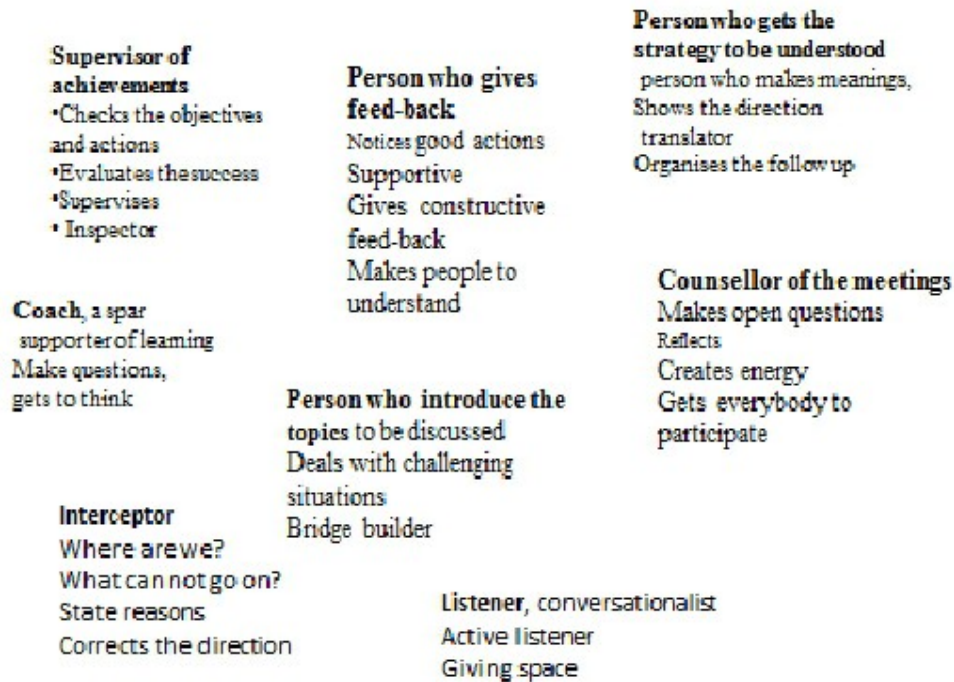 Supervisor of
achievements
•Checks the objectives
and actions
•Evaluates thesuccess
•Supervises
• Inspector
Person who gives
feed-back
Notices good actions
Supportive
Gives constructive
feed-back
Makes people to
understand
Person who gets the
strategy to be understood
person who makes meanings,
Shows the direction
translator
Organises the follow up
Coach, a spar
supporter of learning
Make questions,
gets to think
Person who introduce the
topics to be discussed
Deals with challenging
situations
Bridge builder
Counsellor of the meetings
Makes open questions
Reflects
Creates energy
Gets everybody to
participate
Interceptor
Where are we?
What can not go on?
State reasons
Corrects the direction
Listener, conversationalist
Active listener
Giving space